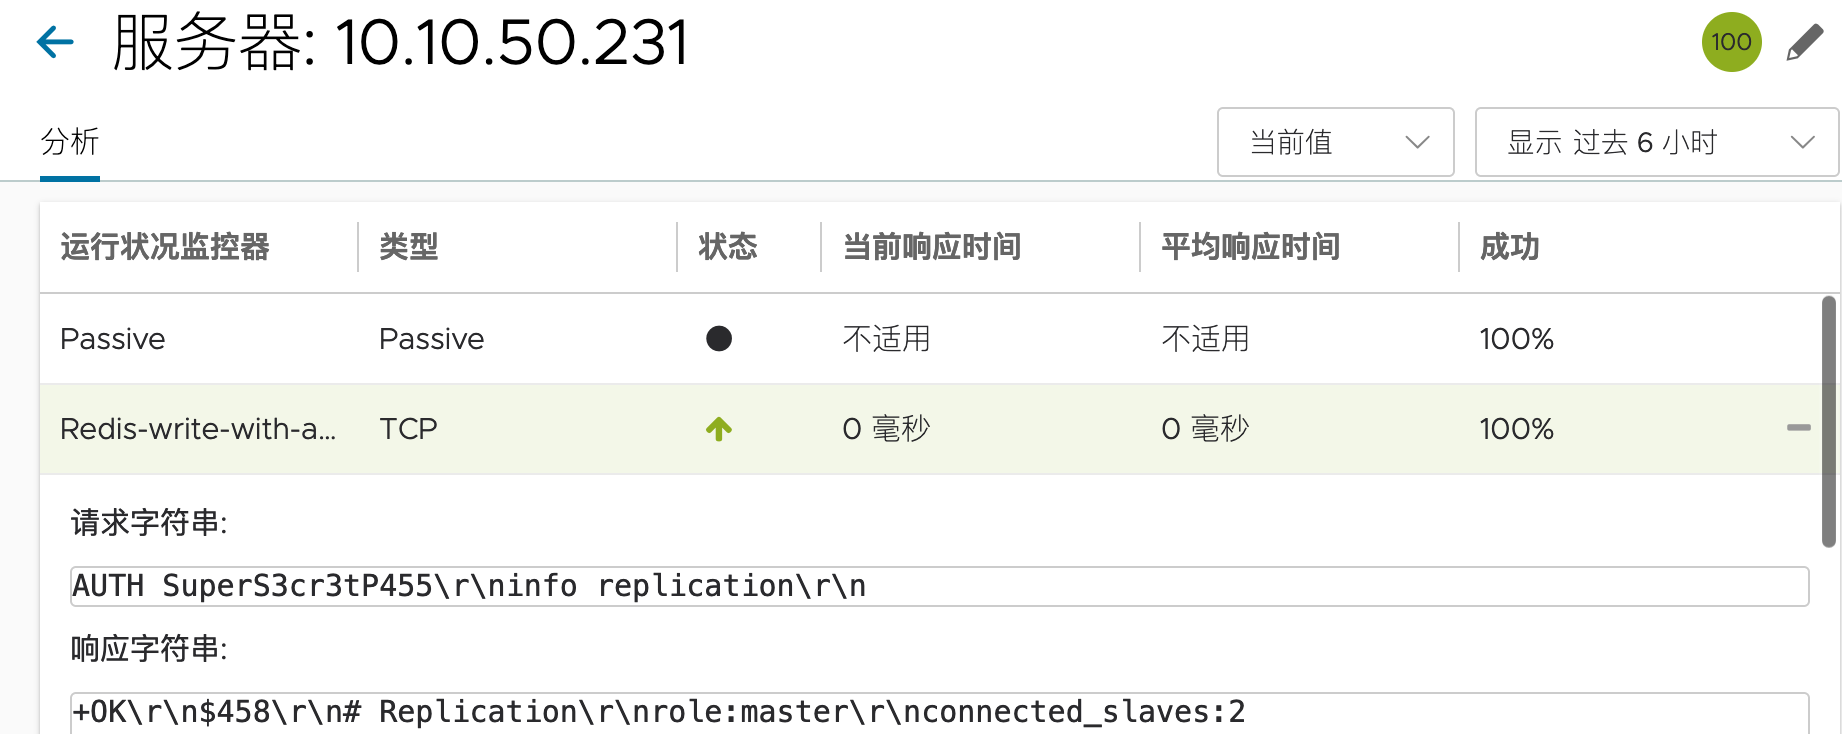 服务器: 10.10.50.231
100
分析
当前值
显示 过去 6 小时
运行状况监控器 类型 状态 当前响应时间 平均响应时间 成功
Passive Passive 不适用 不适用 100%
Redis-write-with-a... TCP 0 毫秒 0 毫秒 100%
请求字符串:
AUTH SuperS3cr3tP455\r\ninfo replication\r\n
响应字符串:
+OK\r\n$458\r\n# Replication\r\nrole:master\r\nconnected_slaves:2